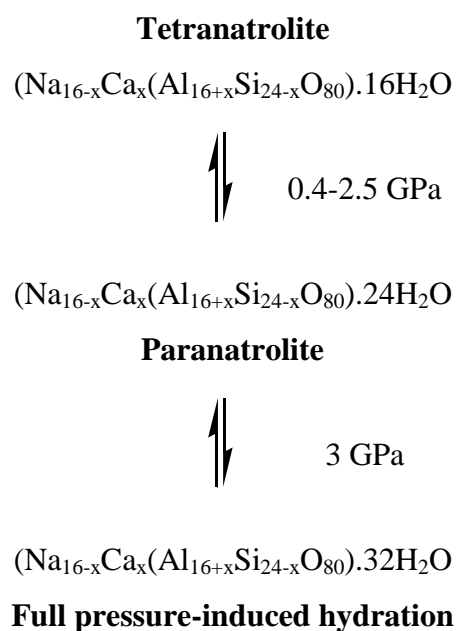 Tetranatrolite
(Na₁₆₋ₓCaₓ(Al₁₆₊ₓSi₂₄₋ₓO₈₀).16H₂O
0.4-2.5 GPa
(Na₁₆₋ₓCaₓ(Al₁₆₊ₓSi₂₄₋ₓO₈₀).24H₂O
Paranatrolite
3 GPa
(Na₁₆₋ₓCaₓ(Al₁₆₊ₓSi₂₄₋ₓO₈₀).32H₂O
Full pressure-induced hydration